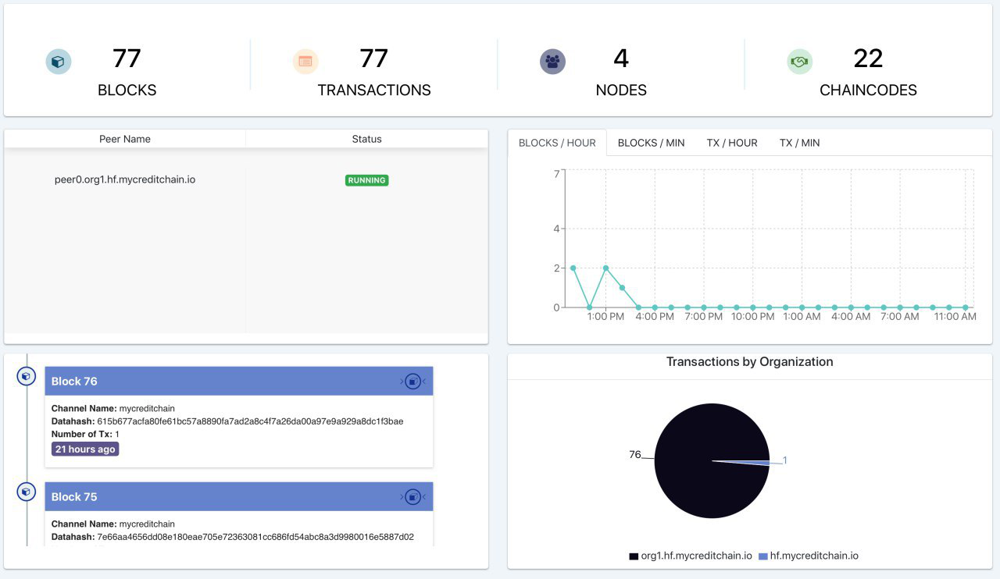 77
BLOCKS
77
TRANSACTIONS
4
NODES
22
CHAINCODES
Peer Name Status
peer0.org1.hf.mycreditchain.io RUNNING
BLOCKS / HOUR BLOCKS / MIN TX / HOUR TX / MIN
7
4
2
0
1:00 PM 4:00 PM 7:00 PM 10:00 PM 1:00 AM 4:00 AM 7:00 AM 11:00 AM
Block 76
Channel Name: mycreditchain
Datahash: 615b677acfa80fe61bc57a8890fa7ad2a8c4f7a26da00a97e9a929a8dc1f3bae
Number of Tx: 1
21 hours ago
Block 75
Channel Name: mycreditchain
Datahash: 7e66aa4656dd08e180eae705e72363081cc686fd54abc8a3d9980016e5887d02
Transactions by Organization
76
1
org1.hf.mycreditchain.io hf.mycreditchain.io